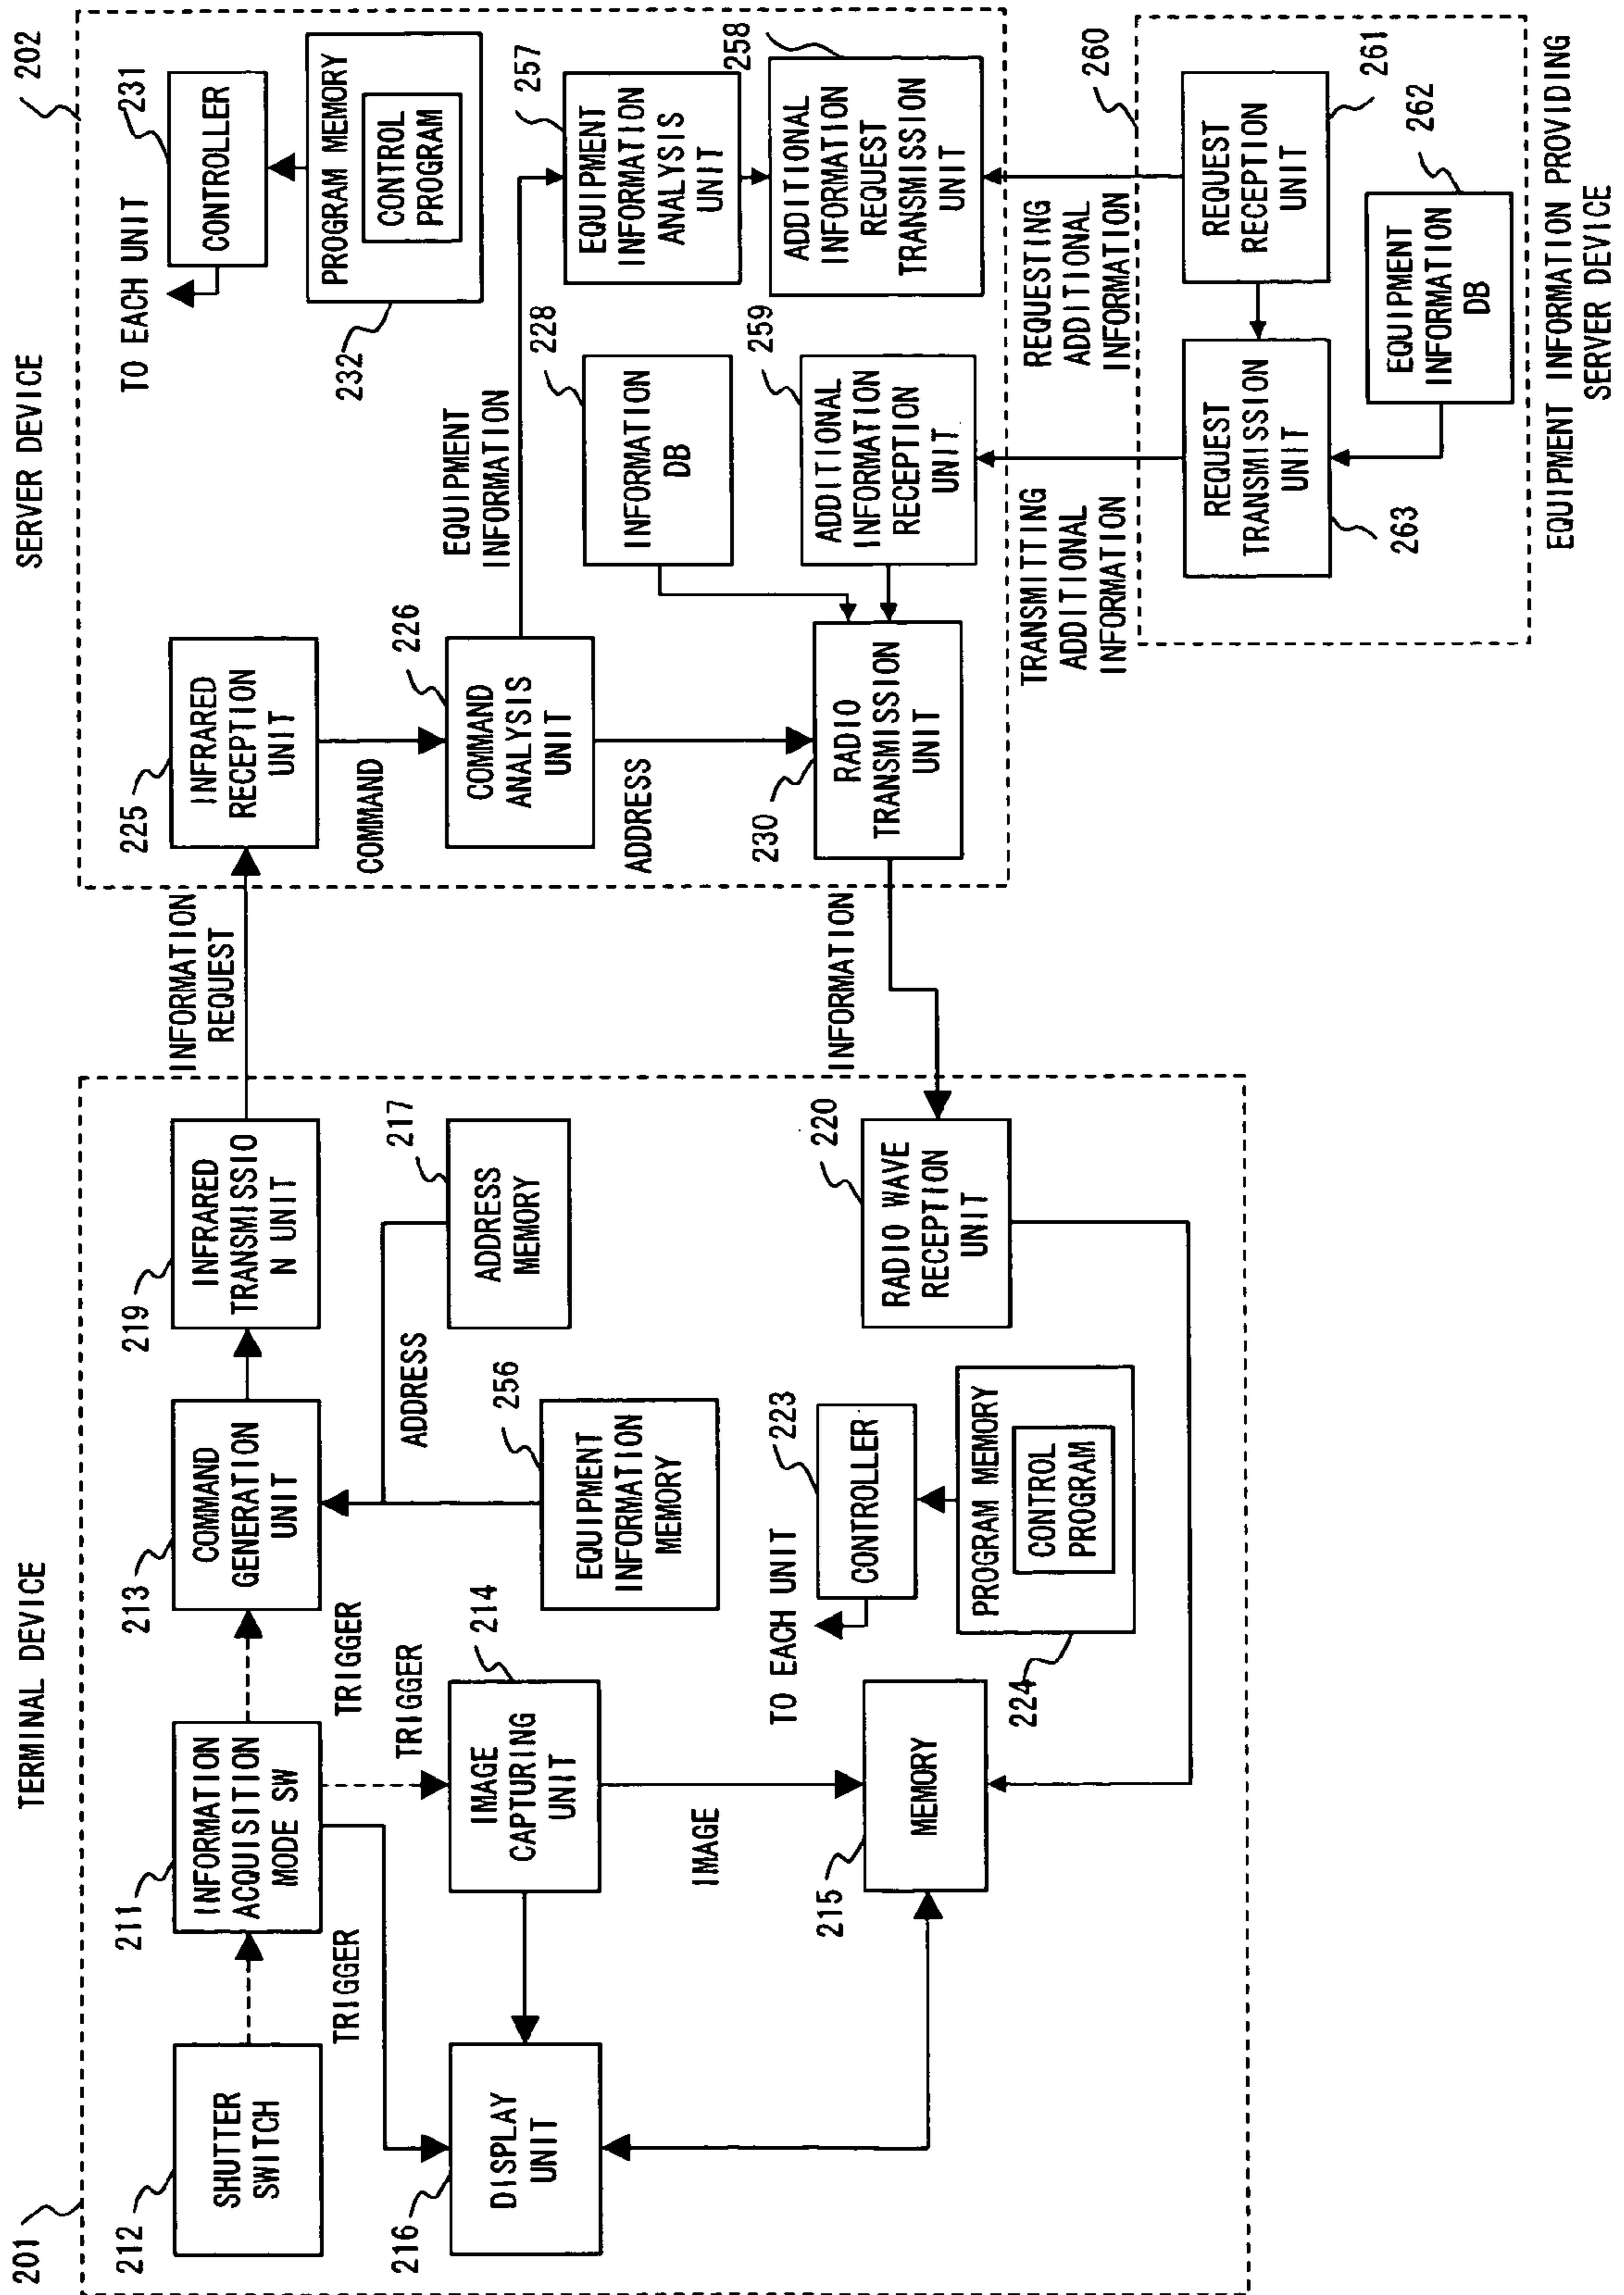 201
TERMINAL DEVICE
212
SHUTTER
SWITCH
211
INFORMATION
ACQUISITION
MODE SW
213
COMMAND
GENERATION
UNIT
219
INFRARED
TRANSMISSIO
N UNIT
TRIGGER
TRIGGER
TRIGGER
ADDRESS
217
ADDRESS
MEMORY
216
DISPLAY
UNIT
214
IMAGE
CAPTURING
UNIT
256
EQUIPMENT
INFORMATION
MEMORY
IMAGE
TO EACH UNIT
223
CONTROLLER
220
RADIO WAVE
RECEPTION
UNIT
215
MEMORY
224
PROGRAM MEMORY
CONTROL
PROGRAM
INFORMATION
REQUEST
INFORMATION
SERVER DEVICE
202
225
INFRARED
RECEPTION
UNIT
TO EACH UNIT
231
CONTROLLER
232
PROGRAM MEMORY
CONTROL
PROGRAM
COMMAND
226
COMMAND
ANALYSIS
UNIT
EQUIPMENT
INFORMATION
257
EQUIPMENT
INFORMATION
ANALYSIS
UNIT
228
INFORMATION
DB
ADDRESS
230
RADIO
TRANSMISSION
UNIT
259
ADDITIONAL
INFORMATION
RECEPTION
UNIT
258
ADDITIONAL
INFORMATION
REQUEST
TRANSMISSION
UNIT
TRANSMITTING
ADDITIONAL
INFORMATION
REQUESTING
ADDITIONAL
INFORMATION
260
263
REQUEST
TRANSMISSION
UNIT
261
REQUEST
RECEPTION
UNIT
262
EQUIPMENT
INFORMATION
DB
EQUIPMENT INFORMATION PROVIDING
SERVER DEVICE